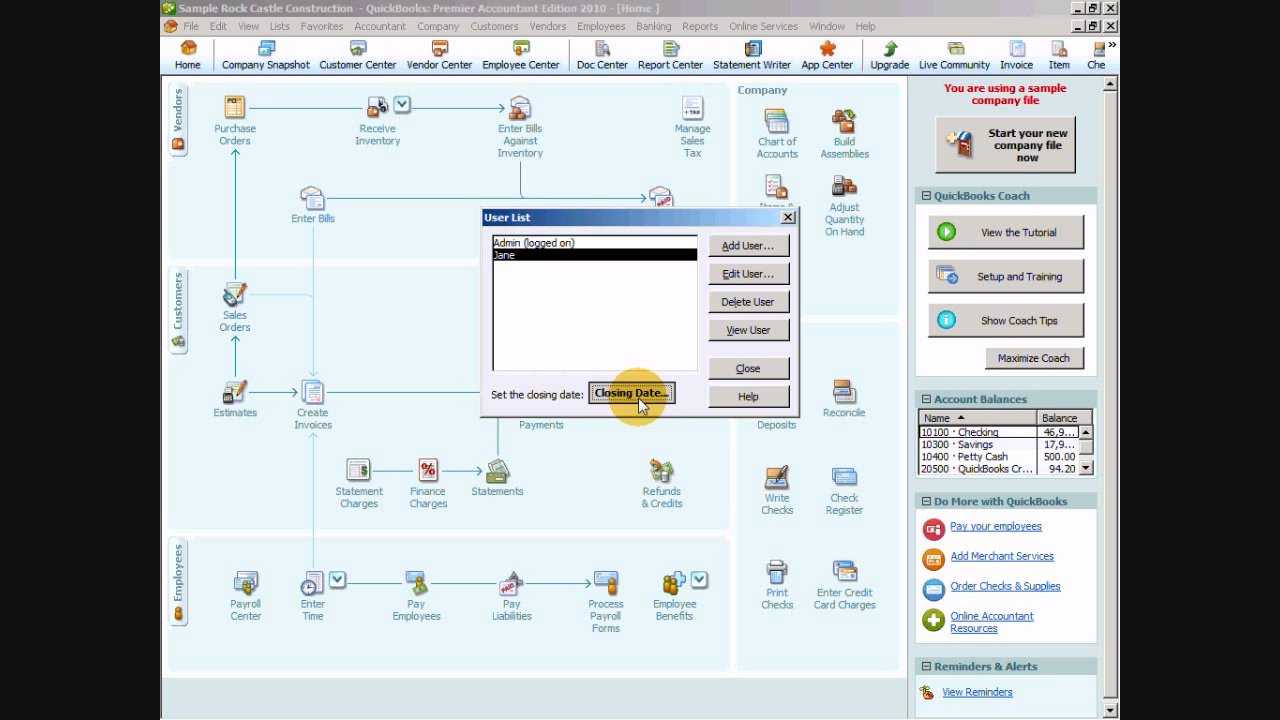 Sample Rock Castle Construction - QuickBooks: Premier Accountant Edition 2010 - [Home ]
File Edit View Lists Favorites Accountant Company Customers Vendors Employees Banking Reports Online Services Window Help
Home Company Snapshot Customer Center Vendor Center Employee Center Doc Center Report Center Statement Writer App Center Upgrade Live Community Invoice Item Che
Vendors
Purchase
Orders
Receive
Inventory
Enter Bills
Against
Inventory
Manage
Sales
Tax
Enter Bills
Company
Chart of
Accounts
Build
Assemblies
Adjust
Quantity
On Hand
User List
Admin (logged on)
Jane
Add User...
Edit User...
Delete User
View User
Close
Help
Set the closing date: Closing Date...
Customers
Sales
Orders
Estimates
Create
Invoices
Payments
Statement
Charges
Finance
Charges
Statements
Refunds
& Credits
Deposits
Reconcile
Write
Checks
Check
Register
Print
Checks
Enter Credit
Card Charges
Employees
Payroll
Center
Enter
Time
Pay
Employees
Pay
Liabilities
Process
Payroll
Forms
Employee
Benefits
You are using a sample
company file
Start your new
company file
now
QuickBooks Coach
View the Tutorial
Setup and Training
Show Coach Tips
Maximize Coach
Account Balances
Name Balance
10100 · Checking 46,9...
10300 · Savings 17,9...
10400 · Petty Cash 500.00
20500 · QuickBooks Cr... 94.20
Do More with QuickBooks
Pay your employees
Add Merchant Services
Order Checks & Supplies
Online Accountant
Resources
Reminders & Alerts
View Reminders